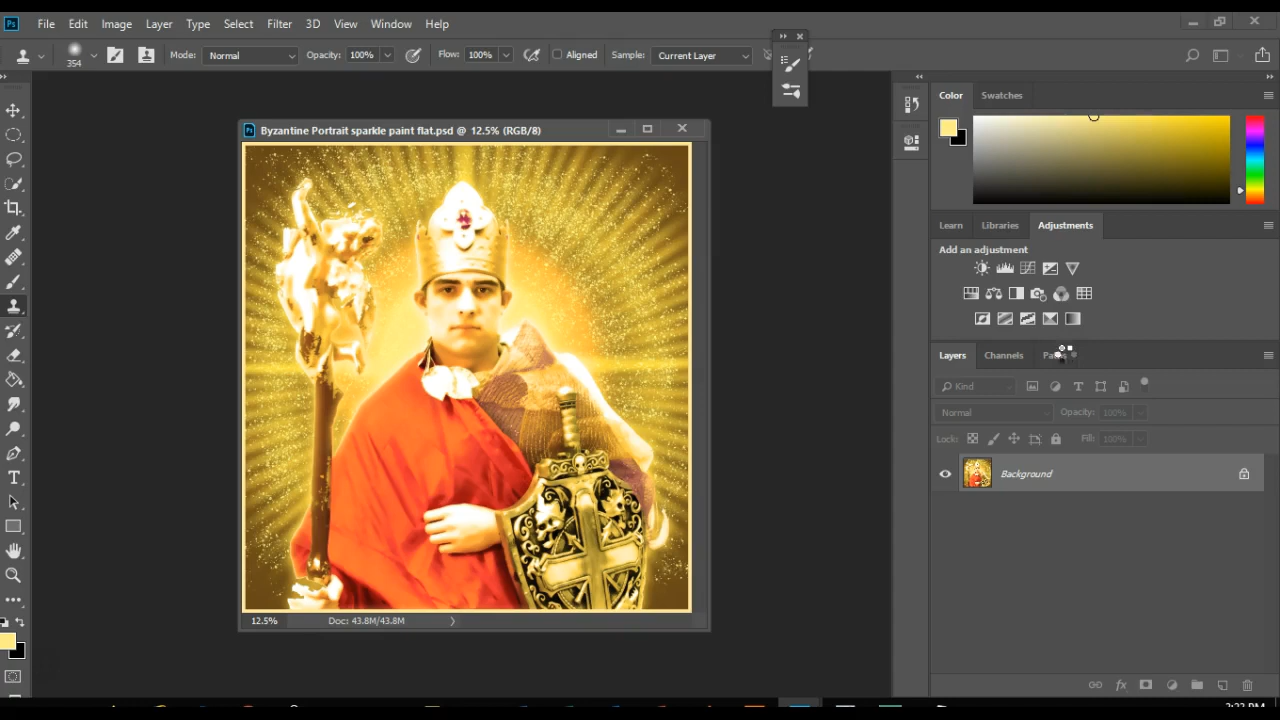 Ps File Edit Image Layer Type Select Filter 3D View Window Help
354 Mode: Normal Opacity: 100% Flow: 100% Aligned Sample: Current Layer
Color Swatches
Ps Byzantine Portrait sparkle paint flat.psd @ 12.5% (RGB/8)
Learn Libraries Adjustments
Add an adjustment
Layers Channels
Kind
Normal Opacity: 100%
Lock: Fill: 100%
Background
12.5% Doc: 43.8M/43.8M